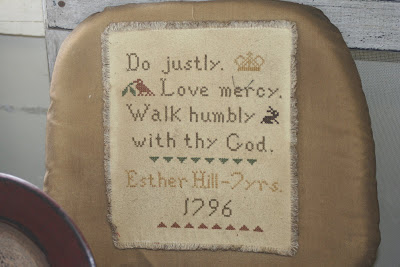 Do justly.
Love mercy.
Walk humbly
with thy God.
Esther Hill-7yrs.
1796